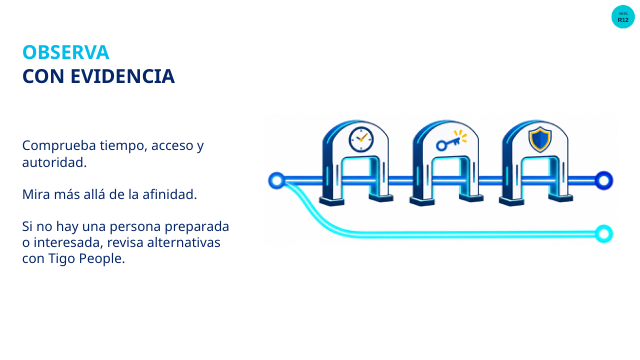 R12
OBSERVA
CON EVIDENCIA
Comprueba tiempo, acceso y
autoridad.
Mira más allá de la afinidad.
Si no hay una persona preparada
o interesada, revisa alternativas
con Tigo People.